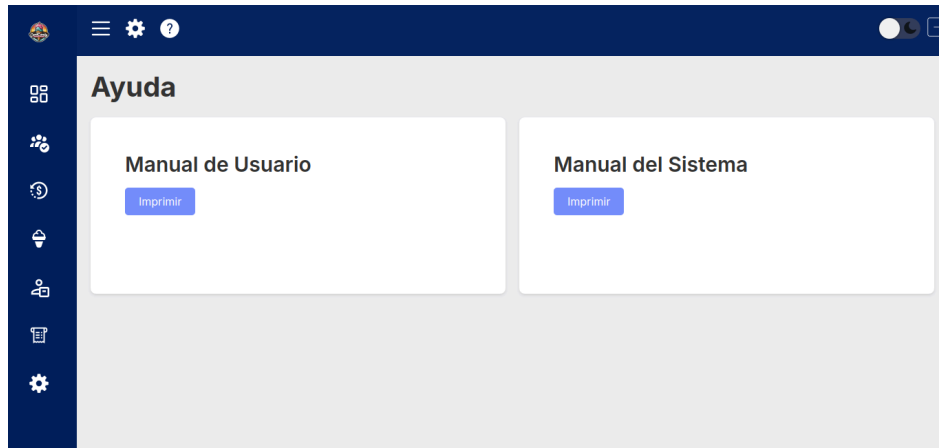 ?
Ayuda
Manual de Usuario
Imprimir
Manual del Sistema
Imprimir